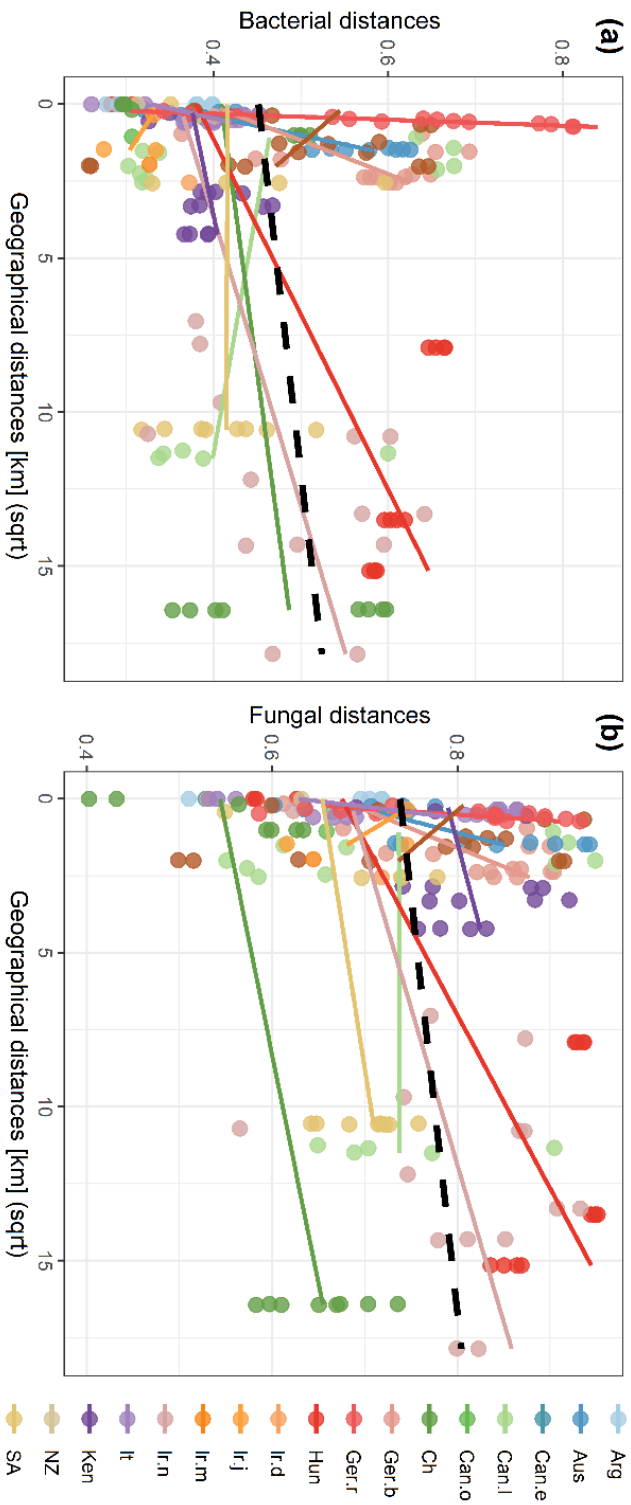 (a)
Bacterial distances
0.8
0.6
0.4
0
5
10
15
Geographical distances [km] (sqrt)
(b)
Fungal distances
0.8
0.6
0.4
0
5
10
15
Geographical distances [km] (sqrt)
Arg
Aus
Can.e
Can.l
Can.o
Ch
Ger.b
Ger.r
Hun
Ir.d
Ir.j
Ir.m
Ir.n
It
Ken
NZ
SA